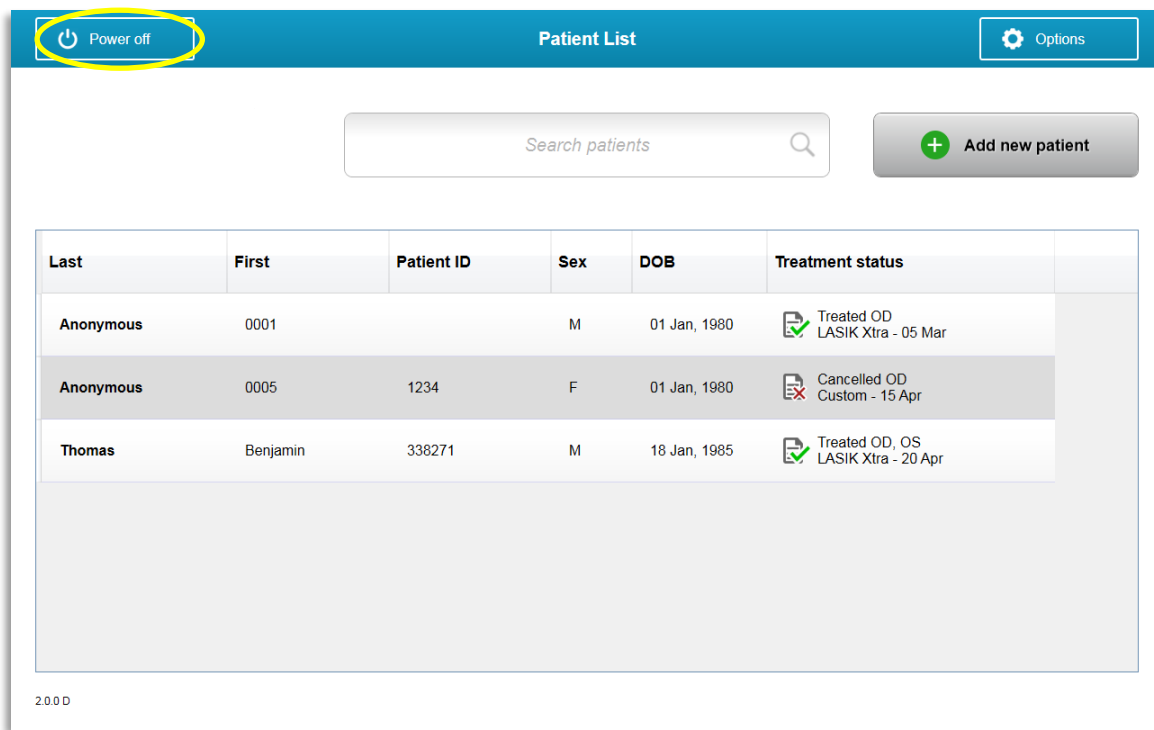 Power off
Patient List
Options
Search patients
Add new patient
Last First Patient ID Sex DOB Treatment status
Anonymous 0001 M 01 Jan, 1980 Treated OD
LASIK Xtra - 05 Mar
Anonymous 0005 1234 F 01 Jan, 1980 Cancelled OD
Custom - 15 Apr
Thomas Benjamin 338271 M 18 Jan, 1985 Treated OD, OS
LASIK Xtra - 20 Apr
2.0.0 D